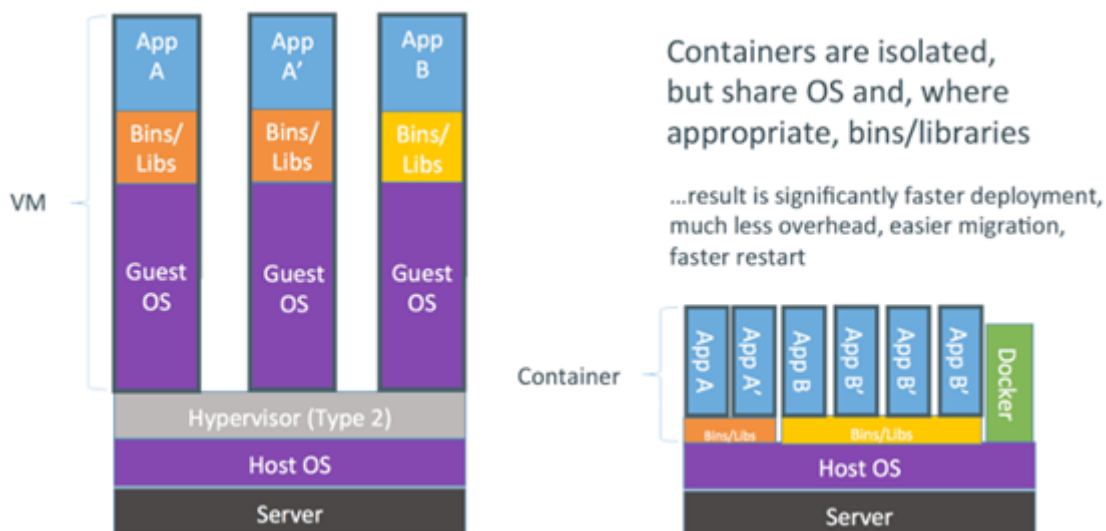 App
A
App
A’
App
B
Bins/
Libs
Bins/
Libs
Bins/
Libs
VM
Guest
OS
Guest
OS
Guest
OS
Hypervisor (Type 2)
Host OS
Server
Containers are isolated,
but share OS and, where
appropriate, bins/libraries
...result is significantly faster deployment,
much less overhead, easier migration,
faster restart
Container
App A
App A’
App B
App B’
App B’
App B’
Docker
Bins/Libs
Bins/Libs
Host OS
Server